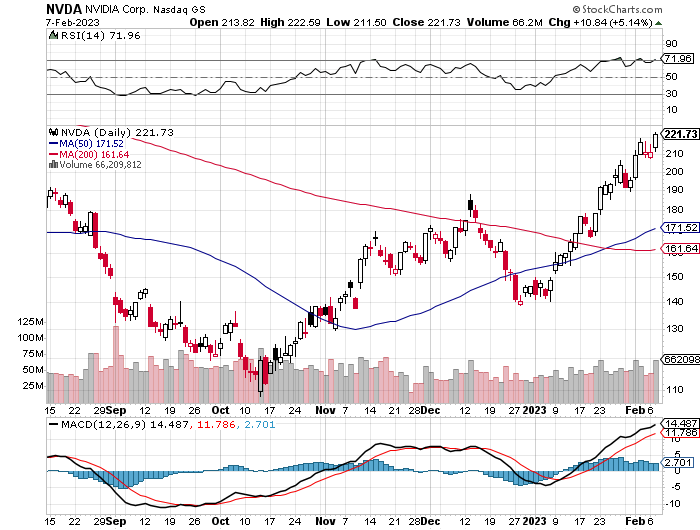 NVDA NVIDIA Corp. Nasdaq GS © StockCharts.com
7-Feb-2023 Open 213.82 High 222.59 Low 211.50 Close 221.73 Volume 66.2M Chg +10.84 (+5.14%)
RSI(14) 71.96
90
71.96
50
30
10
NVDA (Daily) 221.73
MA(50) 171.52
MA(200) 161.64
Volume 66,209,812
221.73
210
200
190
180
171.52
161.64
150
140
130
110
125M
100M
75M
50M
25M
662098
15 22 29 Sep 12 19 26 Oct 10 17 24 Nov 7 14 21 28 Dec 12 19 27 2023 9 17 23 Feb 6
MACD(12,26,9) 14.487, 11.786, 2.701
14.487
11.786
10
2.701
0
-5
-10
15 22 29 Sep 12 19 26 Oct 10 17 24 Nov 7 14 21 28 Dec 12 19 27 2023 9 17 23 Feb 6